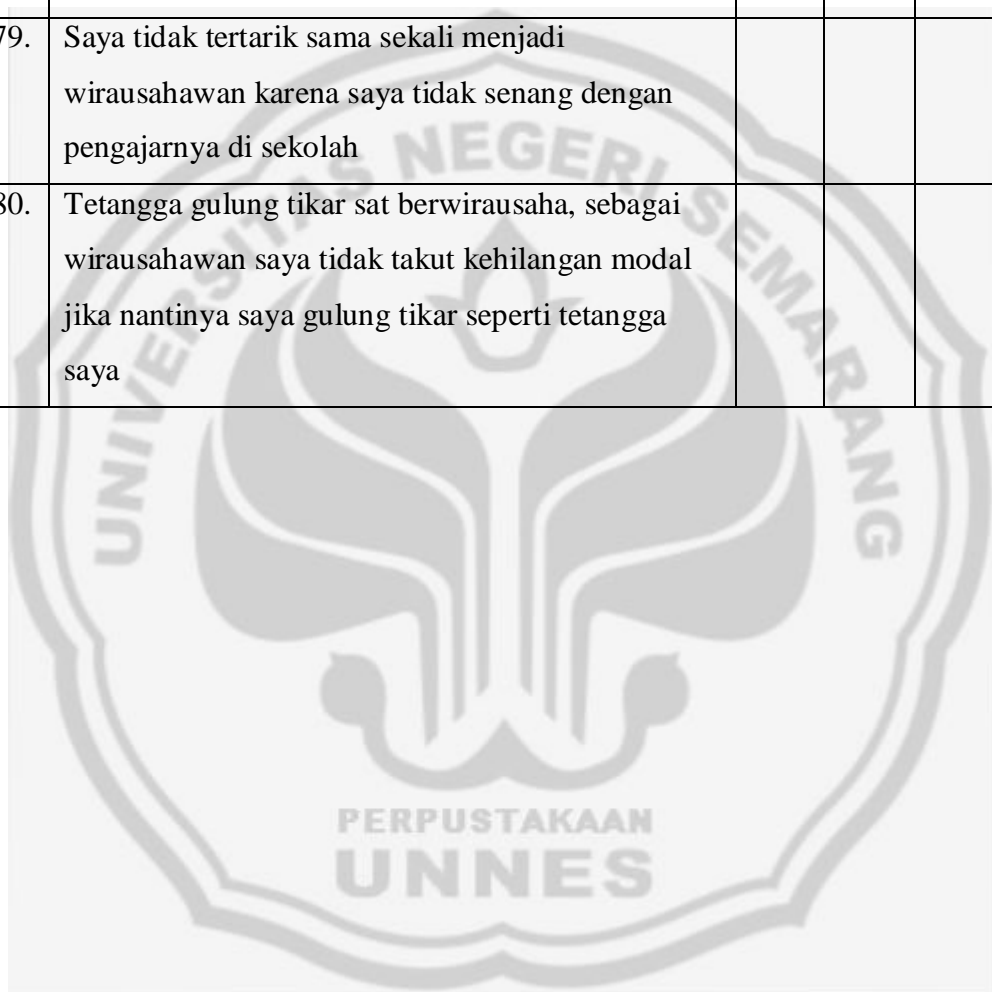 79. Saya tidak tertarik sama sekali menjadi
wirausahawan karena saya tidak senang dengan
pengajarnya di sekolah
80. Tetangga gulung tikar sat berwirausaha, sebagai
wirausahawan saya tidak takut kehilangan modal
jika nantinya saya gulung tikar seperti tetangga
saya
UNIVERSITAS NEGERI SEMARANG
PERPUSTAKAAN
UNNES